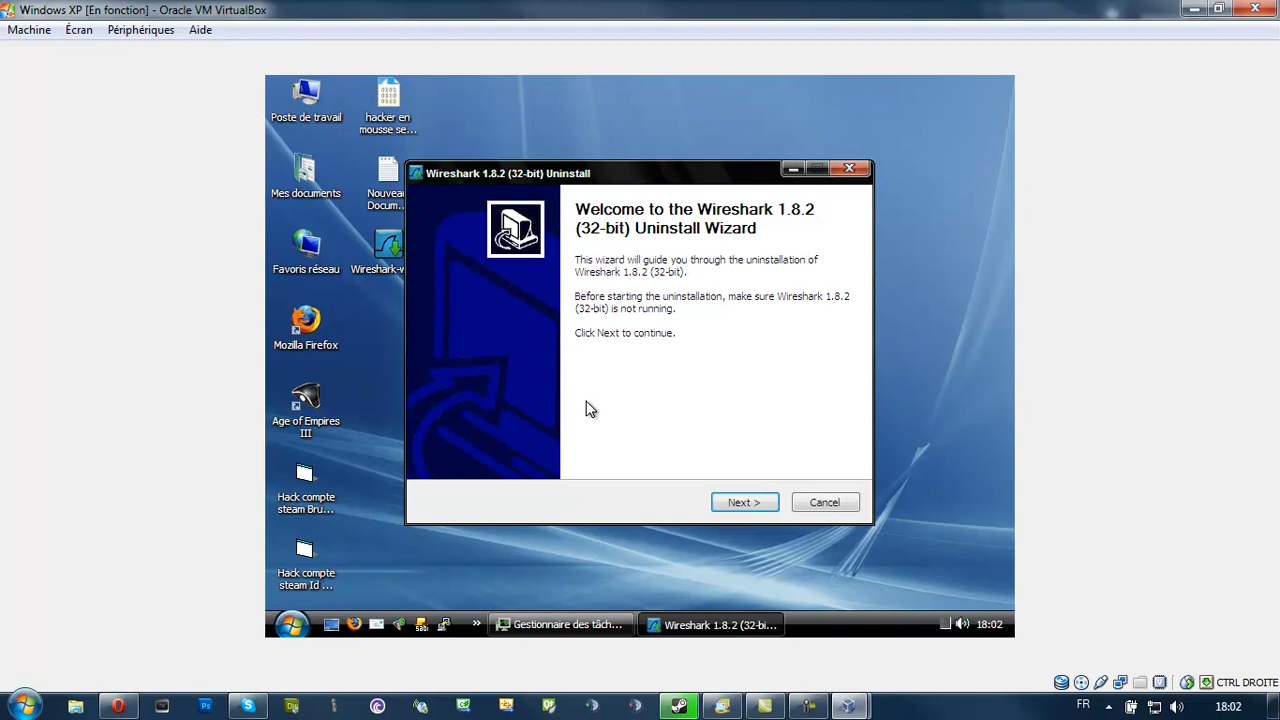 Windows XP [En fonction] - Oracle VM VirtualBox
Machine Écran Périphériques Aide
Poste de travail
hacker en
mousse se...
Mes documents
Nouveau
Docum...
Favoris réseau
Wireshark-w
Mozilla Firefox
Age of Empires
III
Hack compte
steam Bru...
Hack compte
steam Id ...
Wireshark 1.8.2 (32-bit) Uninstall
Welcome to the Wireshark 1.8.2
(32-bit) Uninstall Wizard
This wizard will guide you through the uninstallation of
Wireshark 1.8.2 (32-bit).
Before starting the uninstallation, make sure Wireshark 1.8.2
(32-bit) is not running.
Click Next to continue.
Next >
Cancel
Gestionnaire des tâch...
Wireshark 1.8.2 (32-bi...
18:02
CTRL DROITE
FR
18:02